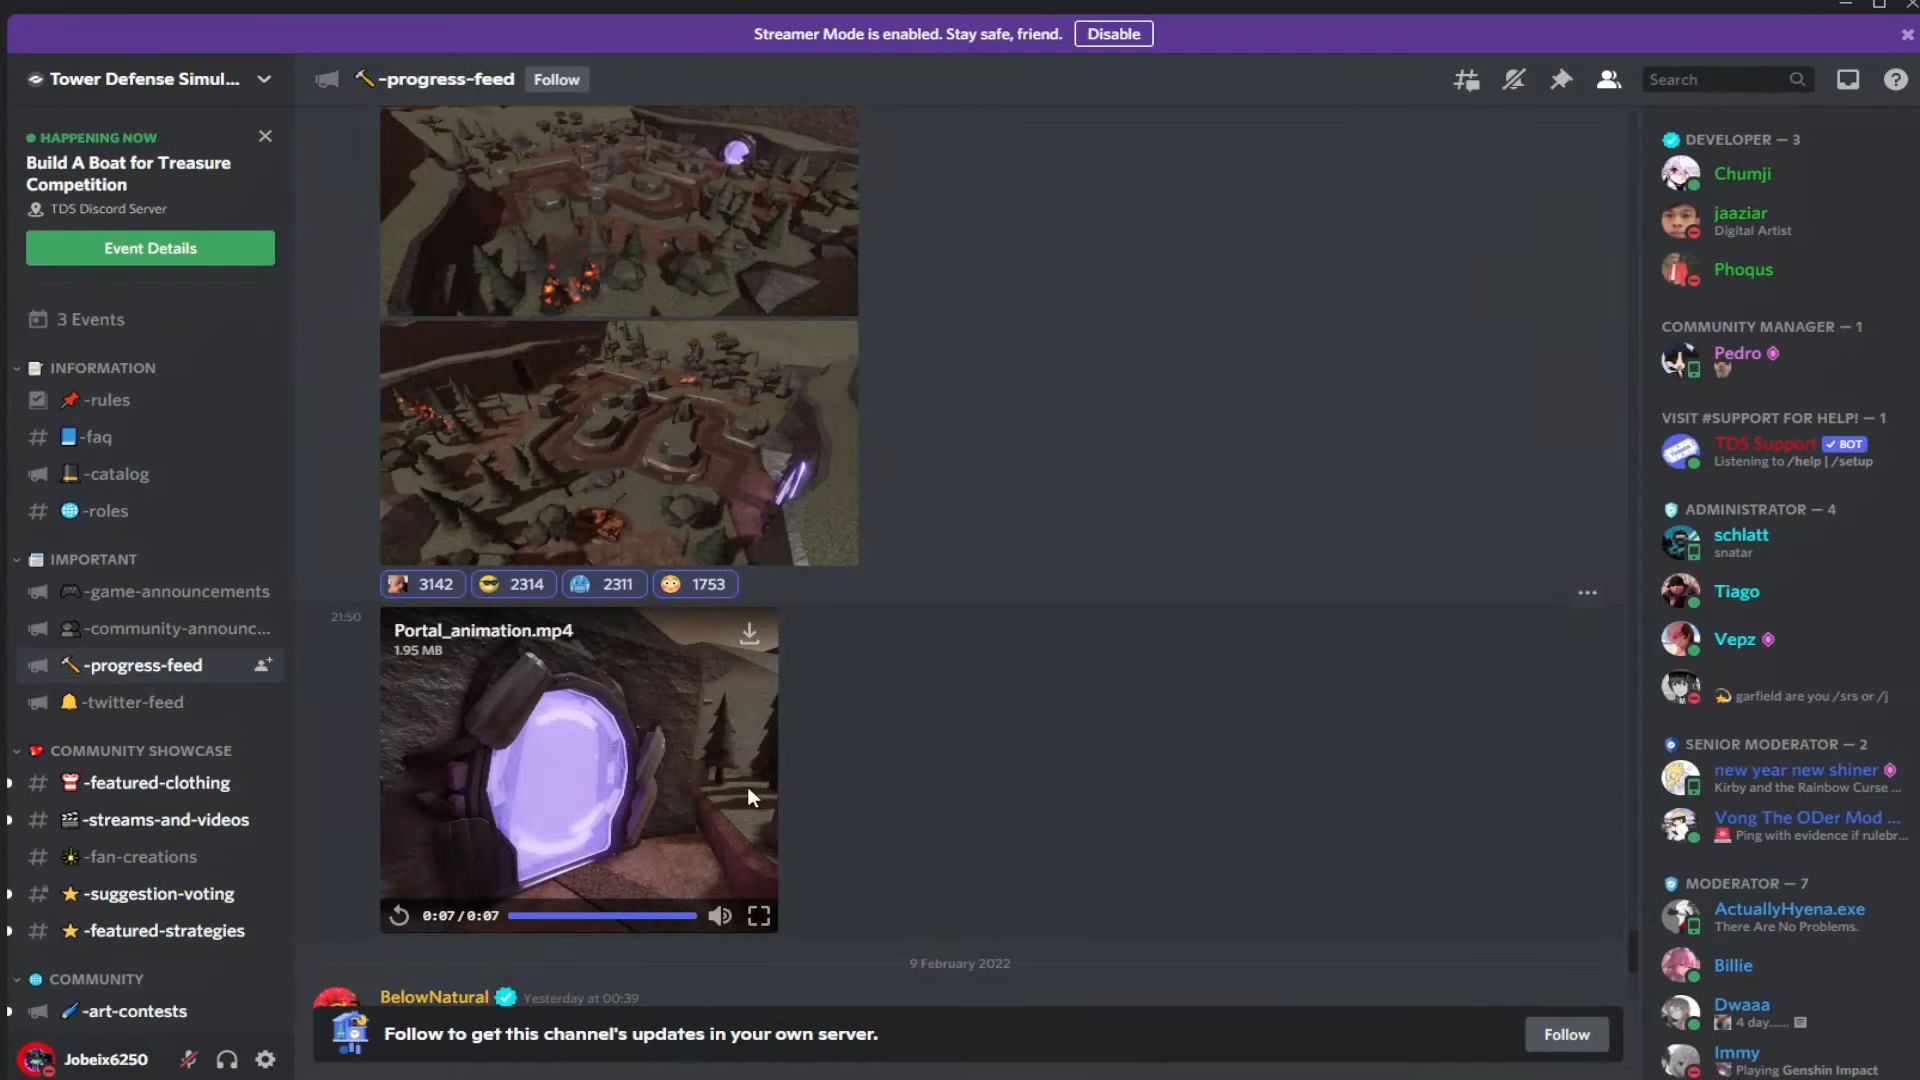 Streamer Mode is enabled. Stay safe, friend. Disable
Tower Defense Simul...
-progress-feed Follow
Search
HAPPENING NOW
Build A Boat for Treasure
Competition
TDS Discord Server
Event Details
3 Events
INFORMATION
-rules
-faq
-catalog
-roles
IMPORTANT
-game-announcements
-community-announc...
-progress-feed
-twitter-feed
COMMUNITY SHOWCASE
-featured-clothing
-streams-and-videos
-fan-creations
-suggestion-voting
-featured-strategies
COMMUNITY
-art-contests
Jobeix6250
3142 2314 2311 1753
21:50
Portal_animation.mp4
1.95 MB
0:07/0:07
9 February 2022
BelowNatural Yesterday at 00:39
Follow to get this channel's updates in your own server.
Follow
DEVELOPER — 3
Chumji
jaaziar
Digital Artist
Phoqus
COMMUNITY MANAGER — 1
Pedro
VISIT #SUPPORT FOR HELP! — 1
TDS Support BOT
Listening to /help | /setup
ADMINISTRATOR — 4
schlatt
snatar
Tiago
Vepz
garfield are you /srs or /j
SENIOR MODERATOR — 2
new year new shiner
Kirby and the Rainbow Curse ...
Vong The ODer Mod ...
Ping with evidence if rulebr...
MODERATOR — 7
ActuallyHyena.exe
There Are No Problems.
Billie
Dwaaa
4 day......
Immy
Playing Genshin Impact